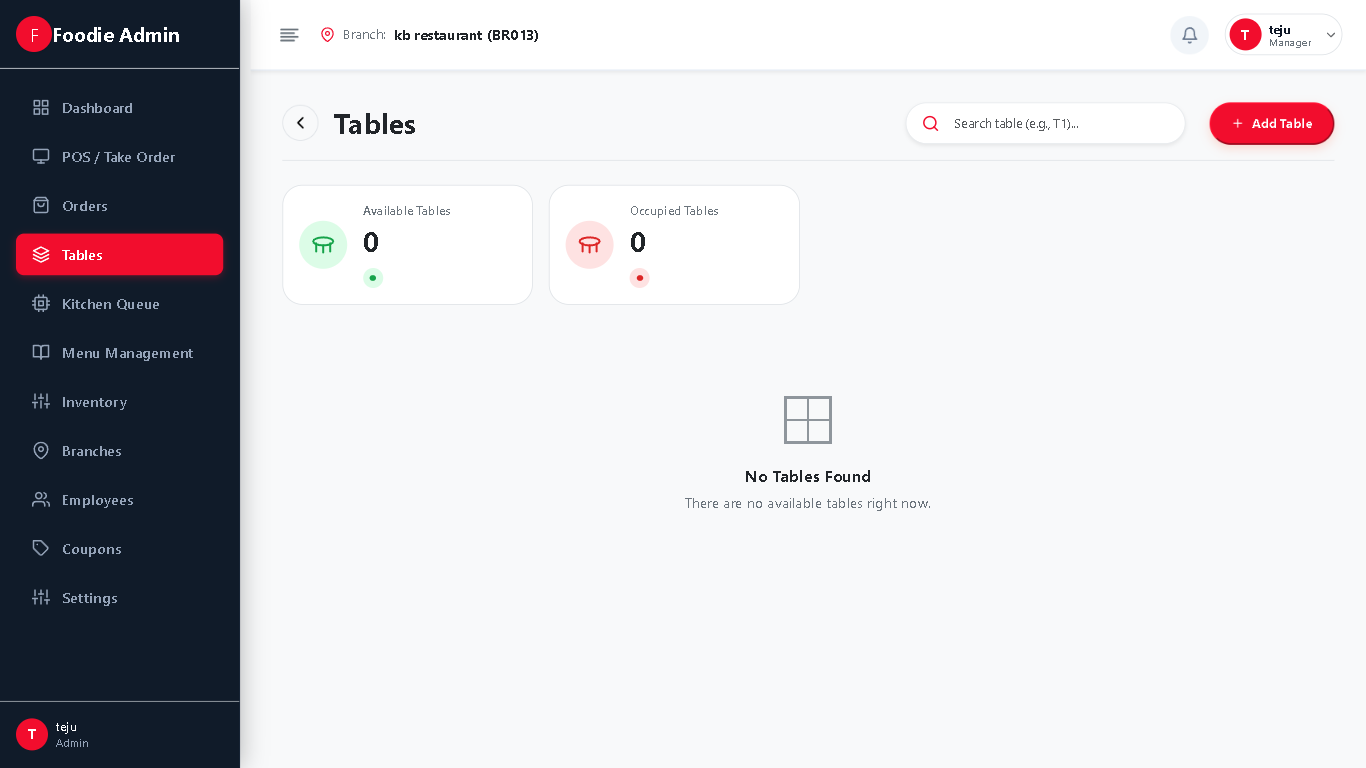 F Foodie Admin
Dashboard
POS / Take Order
Orders
Tables
Kitchen Queue
Menu Management
Inventory
Branches
Employees
Coupons
Settings
T
teju
Admin
Branch: kb restaurant (BR013)
T
teju
Manager
Tables
Search table (e.g., T1)...
+ Add Table
Available Tables
0
Occupied Tables
0
No Tables Found
There are no available tables right now.